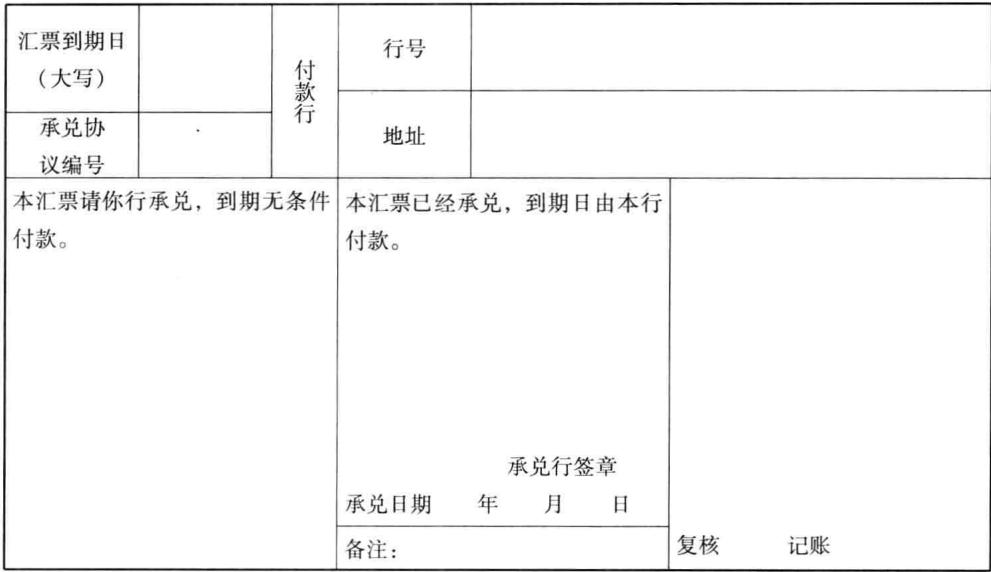 汇票到期日
（大写）
付款行
行号
承兑协
议编号
地址
本汇票请你行承兑，到期无条件
付款。
本汇票已经承兑，到期日由本行
付款。
承兑行签章
承兑日期 年 月 日
备注：
复核 记账